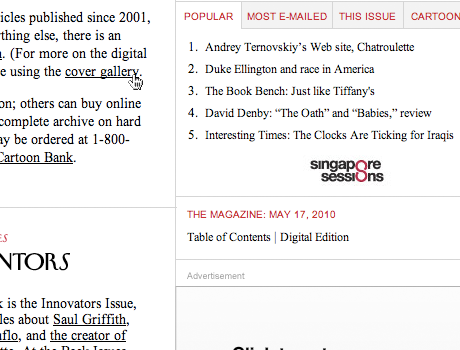 icles published since 2001,
thing else, there is an
. (For more on the digital
e using the cover gallery.
on; others can buy online
complete archive on hard
ay be ordered at 1-800-
Cartoon Bank.
ES
NTORS
k is the Innovators Issue,
les about Saul Griffith,
uflo, and the creator of
POPULAR MOST E-MAILED THIS ISSUE CARTOON
1. Andrey Ternovskiy's Web site, Chatroulette
2. Duke Ellington and race in America
3. The Book Bench: Just like Tiffany's
4. David Denby: “The Oath” and “Babies,” review
5. Interesting Times: The Clocks Are Ticking for Iraqis
singapore
sessions
THE MAGAZINE: MAY 17, 2010
Table of Contents | Digital Edition
Advertisement